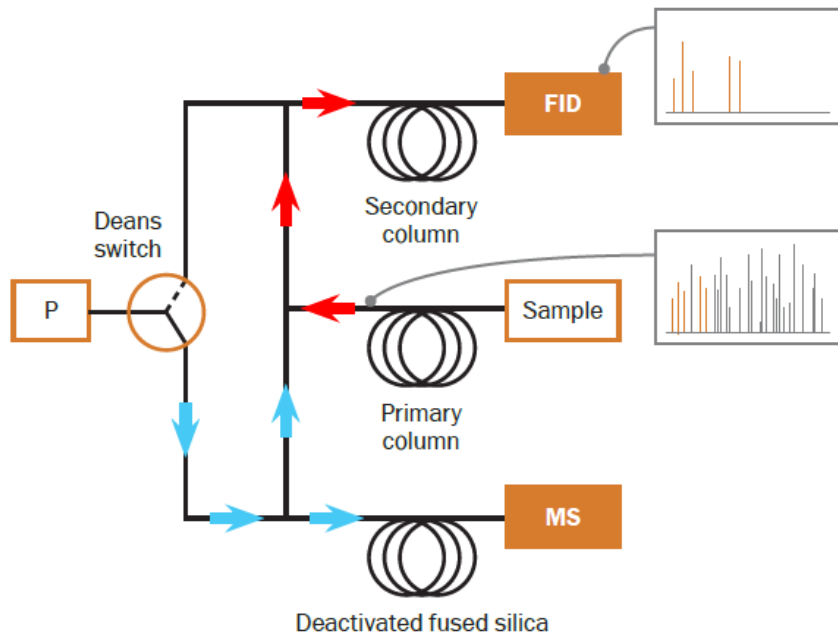 FID
Secondary
column
Deans
switch
P
Sample
Primary
column
MS
Deactivated fused silica